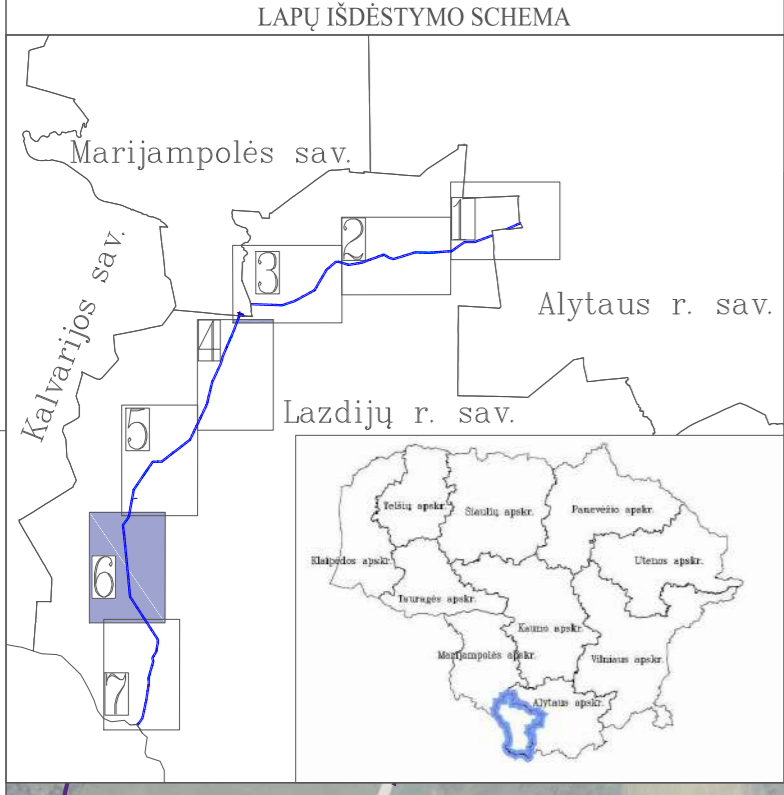 LAPŲ IŠDĖSTYMO SCHEMA
Marijampolės sav.
Kalvarijos sav.
Alytaus r. sav.
Lazdijų r. sav.
1
2
3
4
5
6
7
Telšių apskr.
Šiaulių apskr.
Panevėžio apskr.
Klaipėdos apskr.
Utenos apskr.
Tauragės apskr.
Kauno apskr.
Marijampolės apskr.
Vilniaus apskr.
Alytaus apskr.